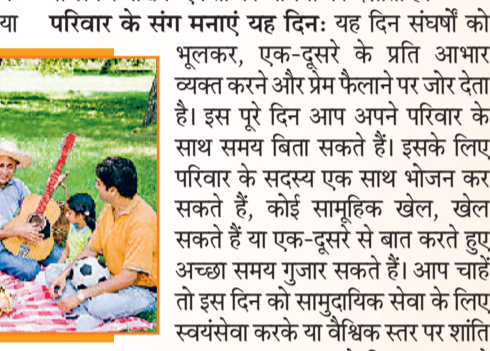 या
परिवार के संग मनाएं यह दिन: यह दिन संघर्षों को
भूलकर, एक-दूसरे के प्रति आभार
व्यक्त करने और प्रेम फैलाने पर जोर देता
है। इस पूरे दिन आप अपने परिवार के
साथ समय बिता सकते हैं। इसके लिए
परिवार के सदस्य एक साथ भोजन कर
सकते हैं, कोई सामूहिक खेल, खेल
सकते हैं या एक-दूसरे से बात करते हुए
अच्छा समय गुजार सकते हैं। आप चाहें
तो इस दिन को सामुदायिक सेवा के लिए
स्वयंसेवा करके या वैश्विक स्तर पर शांति